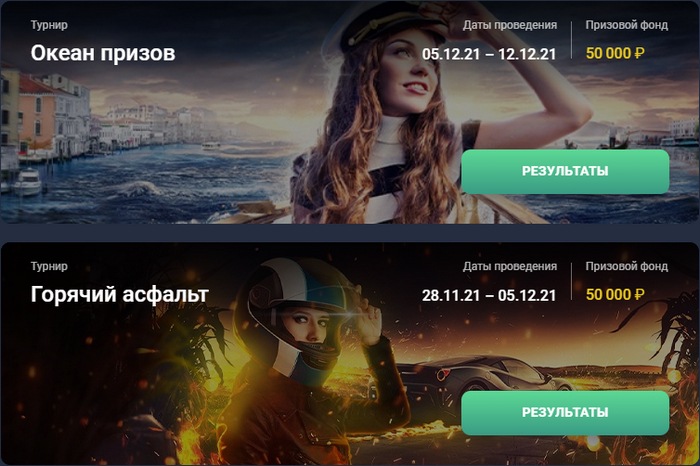 Турнир
Даты проведения
Призовой фонд
Океан призов
05.12.21 – 12.12.21
50 000 ₽
РЕЗУЛЬТАТЫ
Турнир
Даты проведения
Призовой фонд
Горячий асфальт
28.11.21 – 05.12.21
50 000 ₽
РЕЗУЛЬТАТЫ